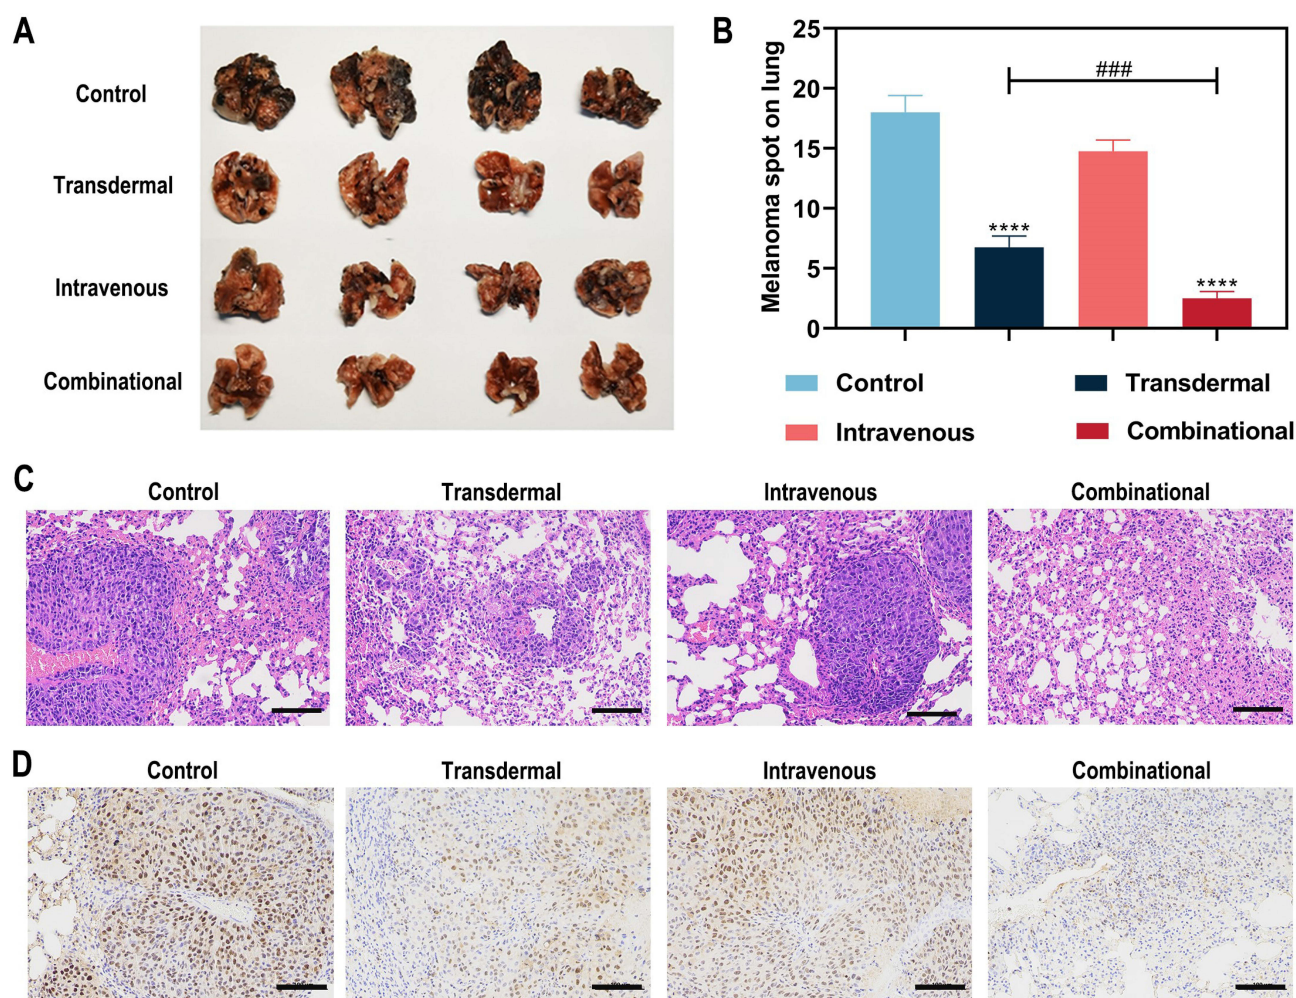 A
Control
Transdermal
Intravenous
Combinational
B
Melanoma spot on lung
25
20
15
10
5
0
###
****
****
Control
Transdermal
Intravenous
Combinational
C
Control
Transdermal
Intravenous
Combinational
D
Control
Transdermal
Intravenous
Combinational